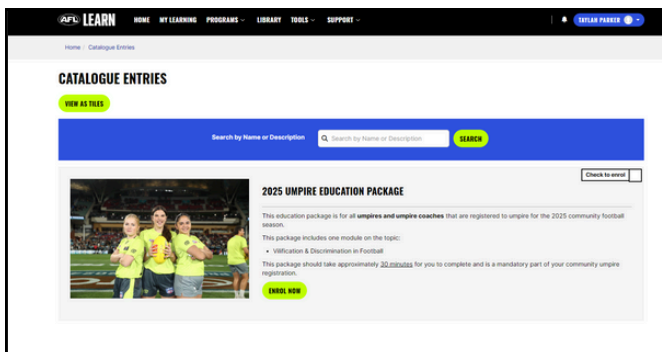 AFL LEARN HOME MY LEARNING PROGRAMS LIBRARY TOOLS SUPPORT TAYLAN PARKER
Home / Catalogue Entries
CATALOGUE ENTRIES
VIEW AS TILES
Search by Name or Description Search by Name or Description SEARCH
Check to enrol
2025 UMPIRE EDUCATION PACKAGE
This education package is for all umpires and umpire coaches that are registered to umpire for the 2025 community football
season.
This package includes one module on the topic:
• Vilification & Discrimination in Football
This package should take approximately 30 minutes for you to complete and is a mandatory part of your community umpire
registration.
ENROL NOW